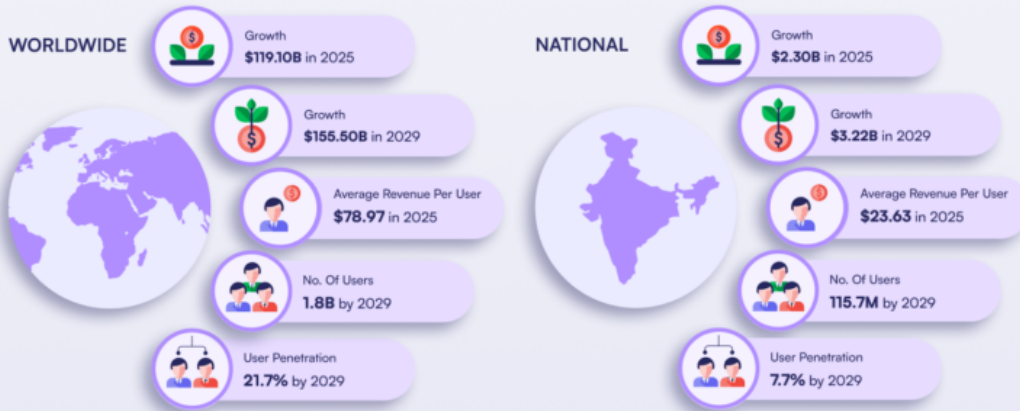 WORLDWIDE
Growth
$119.10B in 2025
Growth
$155.50B in 2029
Average Revenue Per User
$78.97 in 2025
No. Of Users
1.8B by 2029
User Penetration
21.7% by 2029
NATIONAL
Growth
$2.30B in 2025
Growth
$3.22B in 2029
Average Revenue Per User
$23.63 in 2025
No. Of Users
115.7M by 2029
User Penetration
7.7% by 2029